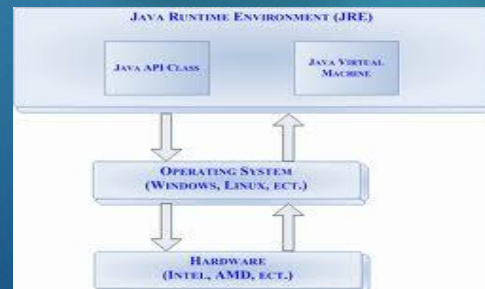 JAVA RUNTIME ENVIRONMENT (JRE)
JAVA API CLASS
JAVA VIRTUAL
MACHINE
OPERATING SYSTEM
(WINDOWS, LINUX, ECT.)
HARDWARE
(INTEL, AMD, ECT.)